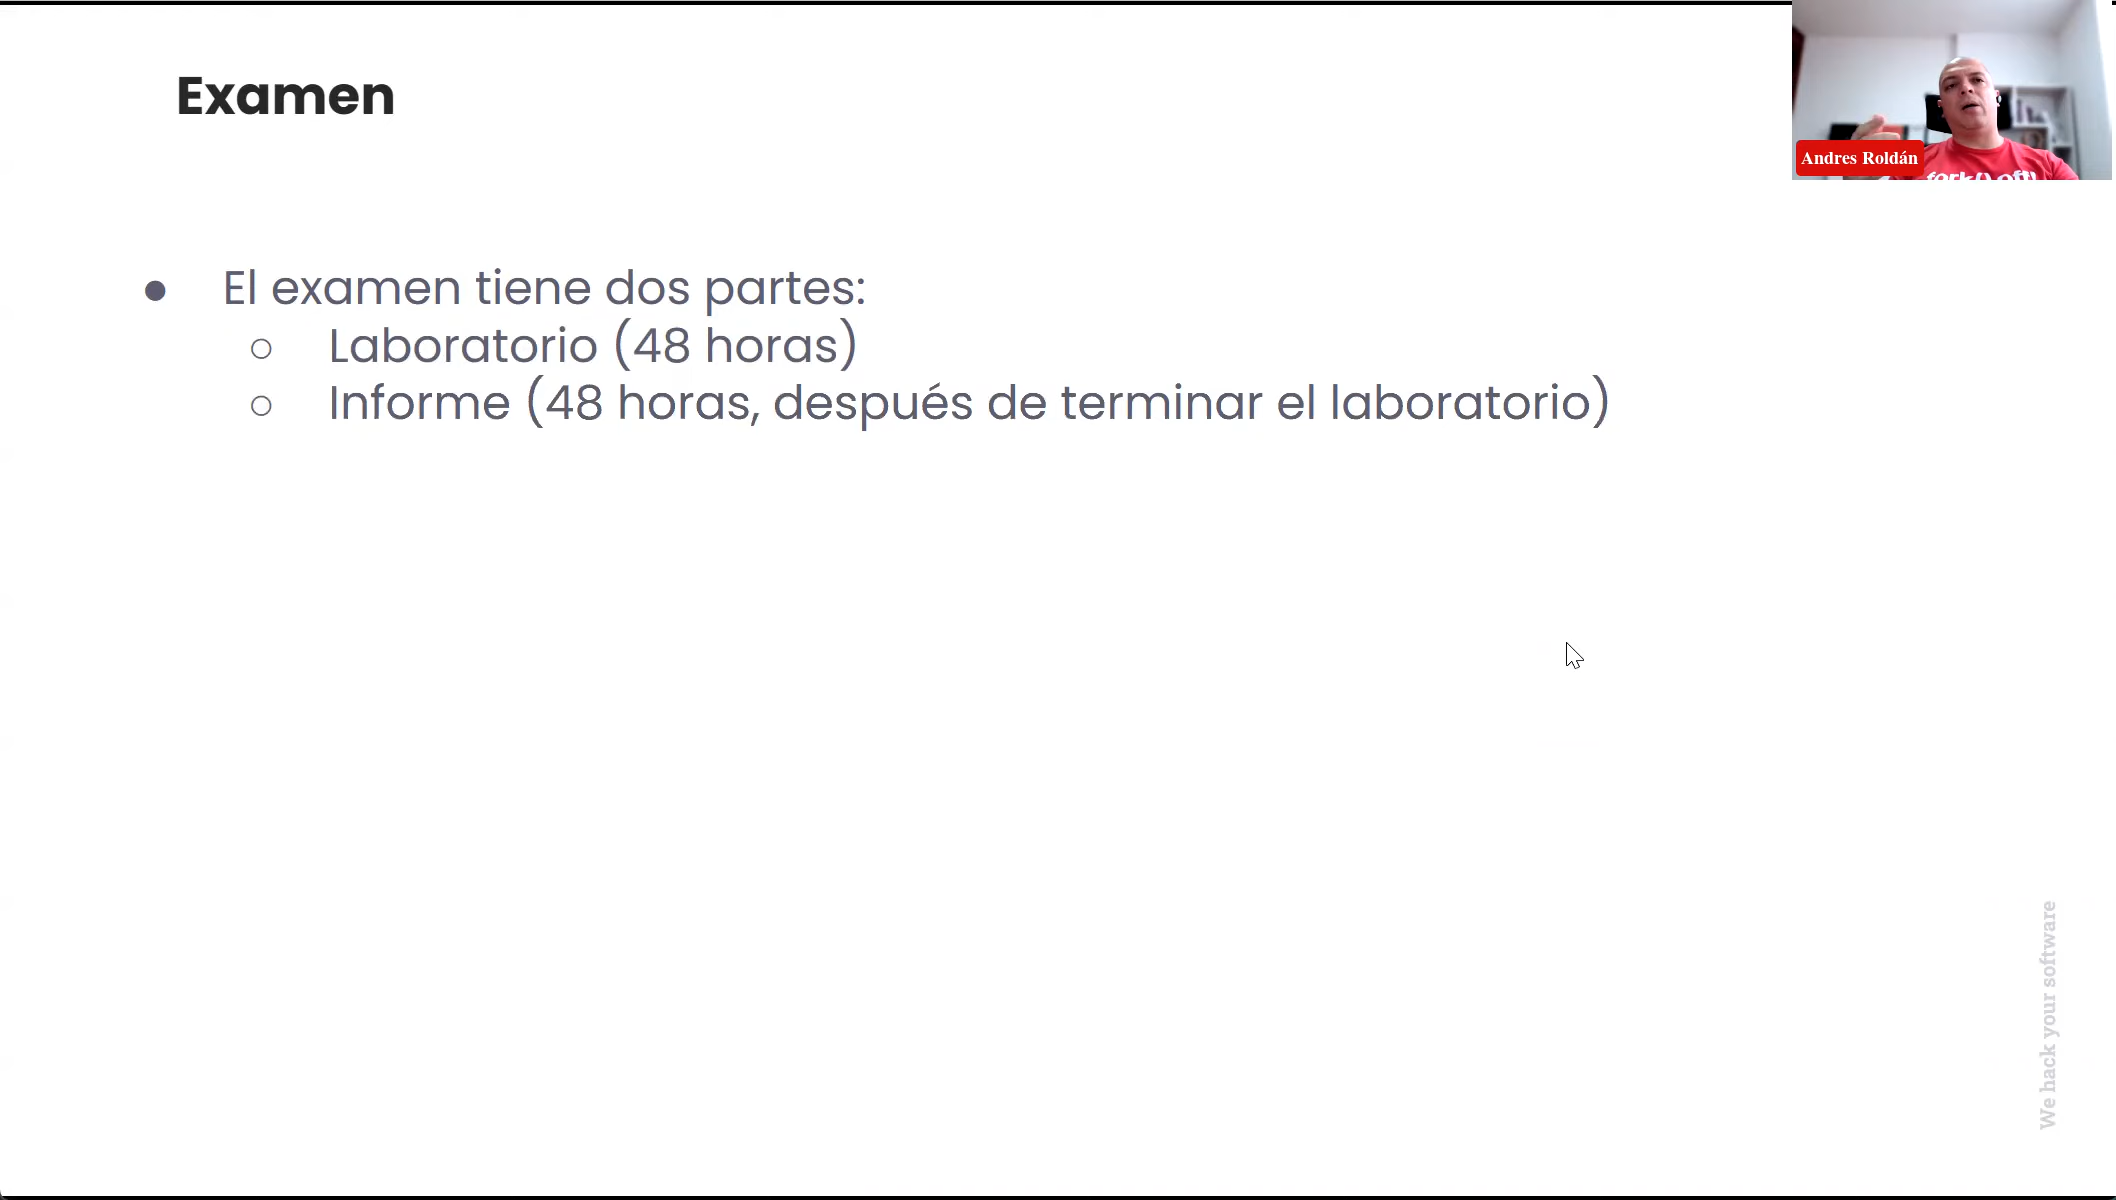 Examen
Andres Roldán
● El examen tiene dos partes:
○ Laboratorio (48 horas)
○ Informe (48 horas, después de terminar el laboratorio)
We hack your software